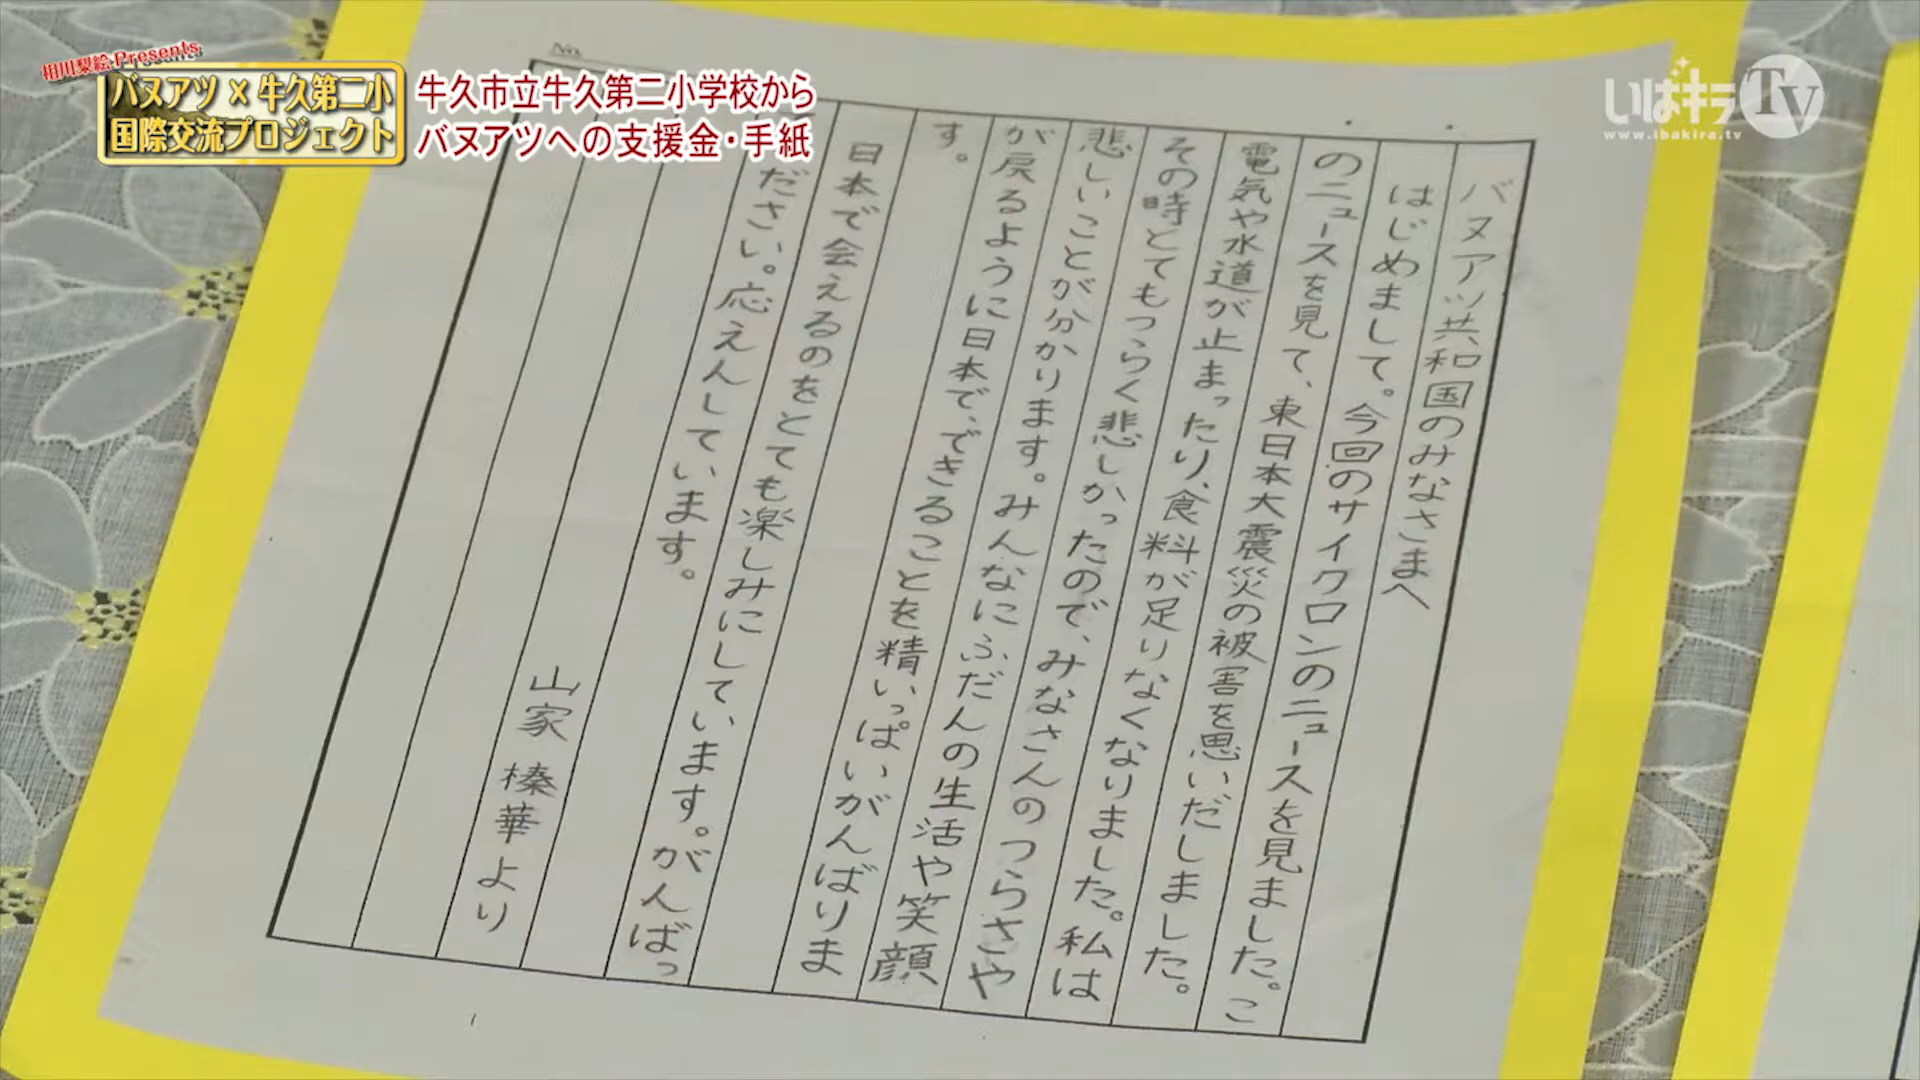 相川梨絵 Presents
バヌアツ×牛久第二小
国際交流プロジェクト
牛久市立牛久第二小学校から
バヌアツへの支援金・手紙
いばキラTV
www.ibakira.tv
No.
バヌアツ共和国のみなさまへ
はじめまして。今回のサイクロンのニュースを見ました。こ
のニュースを見て、東日本大震災の被害を思いだしました。
電気や水道が止まったり、食料が足りなくなりました。私は
その時とてもつらく悲しかったので、みなさんのつらさや
悲しいことが分かります。みんなにふだんの生活や笑顔
が戻るように日本で、できることを精いっぱいがんばりま
す。
日本で会えるのをとても楽しみにしています。がんばっ
ださい。応えんしています。
山家 榛華より